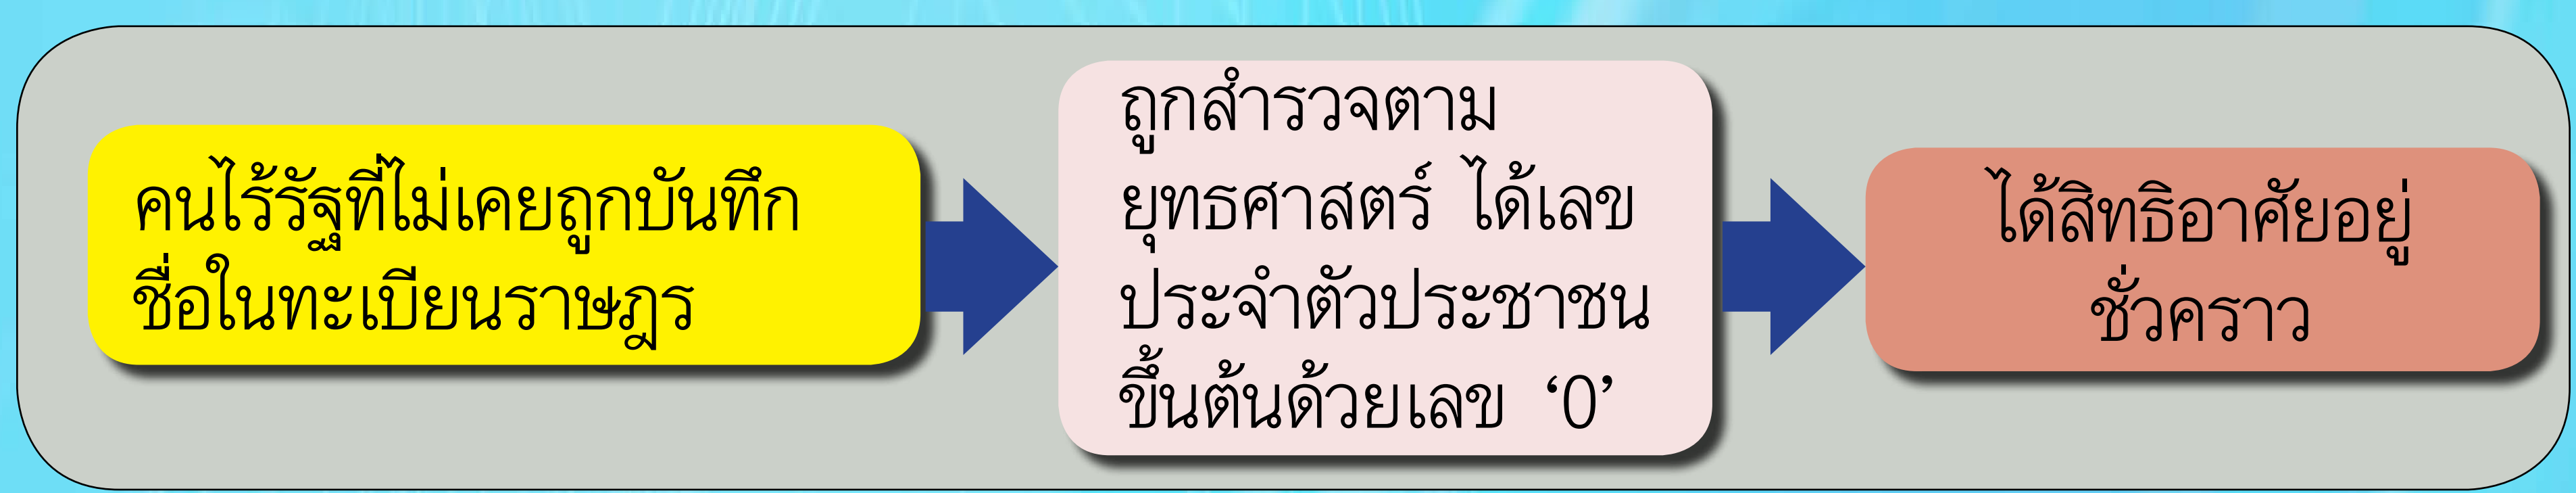 คนไร้รัฐที่ไม่เคยถูกบันทึก
ชื่อในทะเบียนราษฎร
ถูกสำรวจตาม
ยุทธศาสตร์ ได้เลข
ประจำตัวประชาชน
ขึ้นต้นด้วยเลข ‘0’
ได้สิทธิอาศัยอยู่
ชั่วคราว